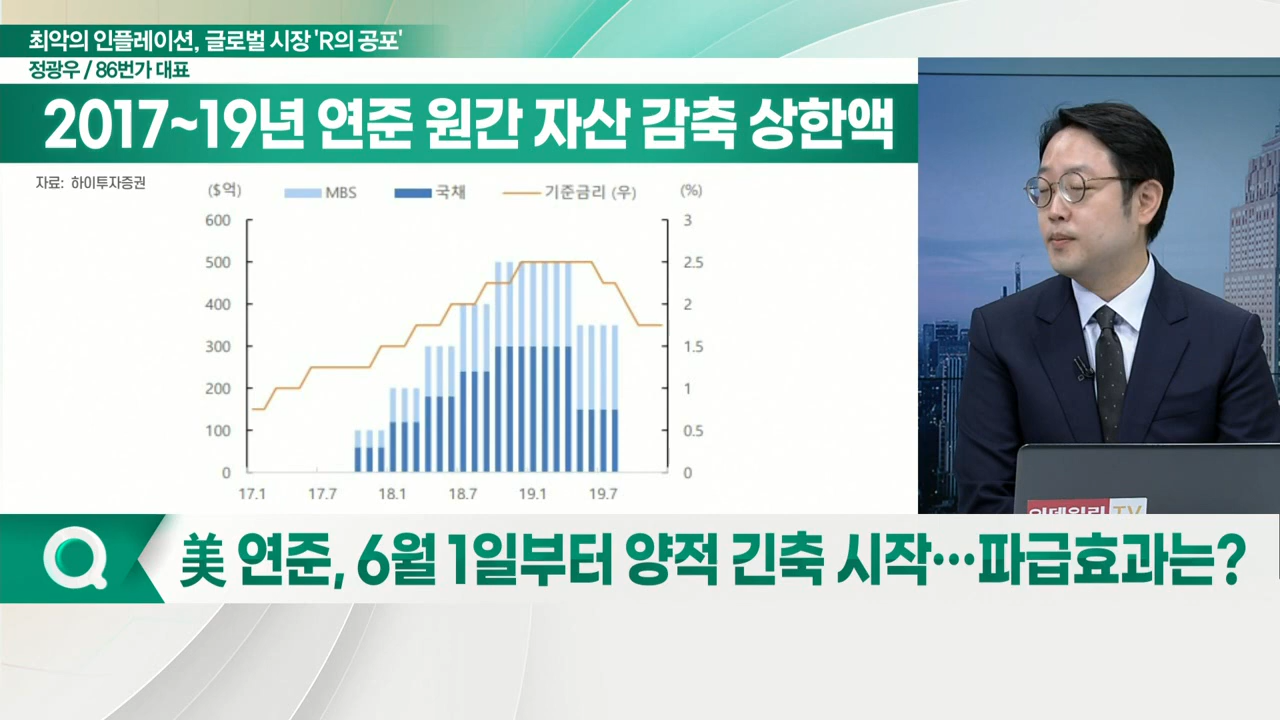 최악의 인플레이션, 글로벌 시장 'R의 공포'
정광우 / 86번가 대표
2017~19년 연준 원간 자산 감축 상한액
자료: 하이투자증권
($억) MBS 국채 기준금리 (우) (%)
600 3
500 2.5
400 2
300 1.5
200 1
100 0.5
0 0
17.1 17.7 18.1 18.7 19.1 19.7
이데일리 TV
美 연준, 6월 1일부터 양적 긴축 시작…파급효과는?